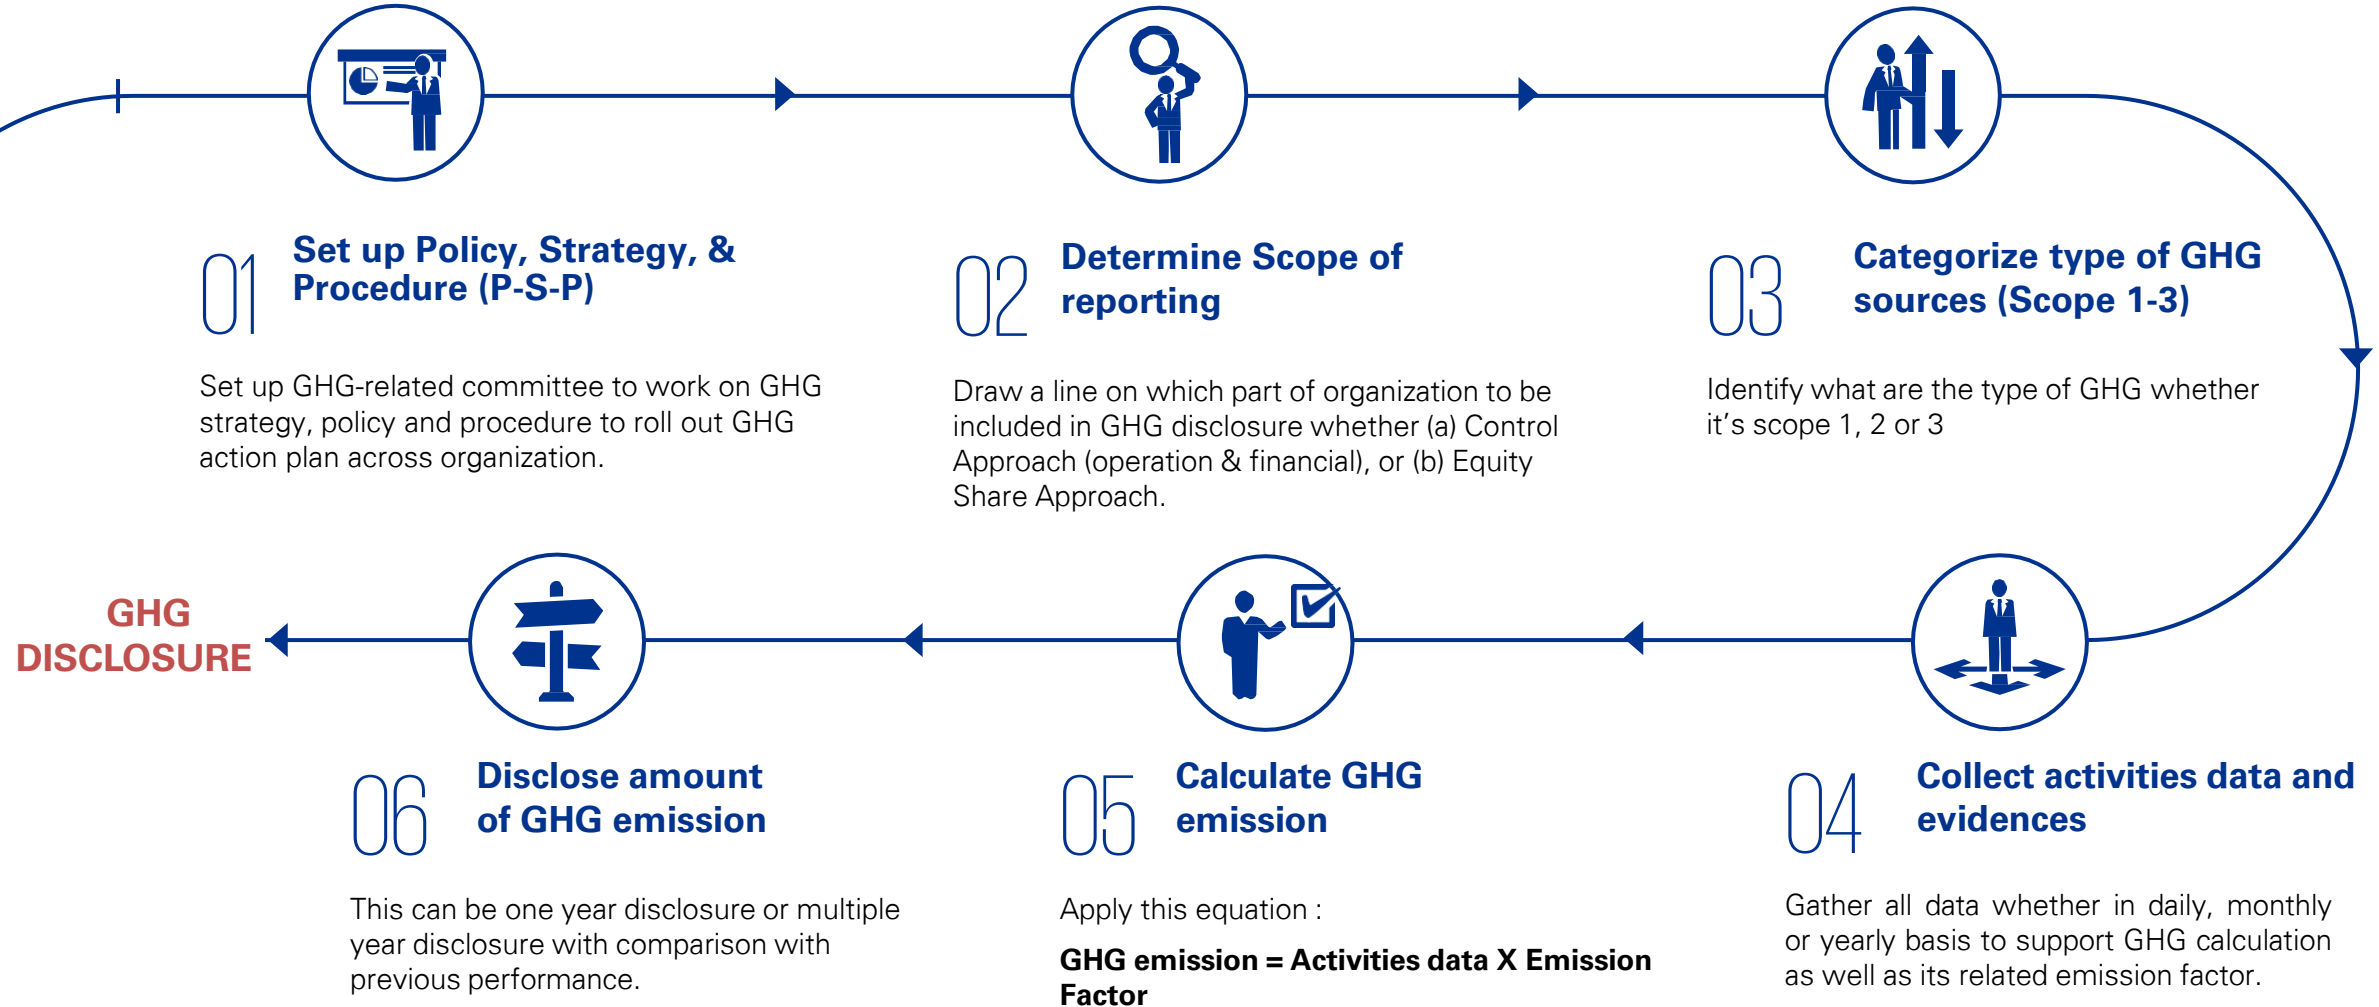 01
Set up Policy, Strategy, &
Procedure (P-S-P)
Set up GHG-related committee to work on GHG
strategy, policy and procedure to roll out GHG
action plan across organization.
02
Determine Scope of
reporting
Draw a line on which part of organization to be
included in GHG disclosure whether (a) Control
Approach (operation & financial), or (b) Equity
Share Approach.
03
Categorize type of GHG
sources (Scope 1-3)
Identify what are the type of GHG whether
it's scope 1, 2 or 3
04
Collect activities data and
evidences
Gather all data whether in daily, monthly
or yearly basis to support GHG calculation
as well as its related emission factor.
05
Calculate GHG
emission
Apply this equation :
GHG emission = Activities data X Emission
Factor
06
Disclose amount
of GHG emission
This can be one year disclosure or multiple
year disclosure with comparison with
previous performance.
GHG
DISCLOSURE